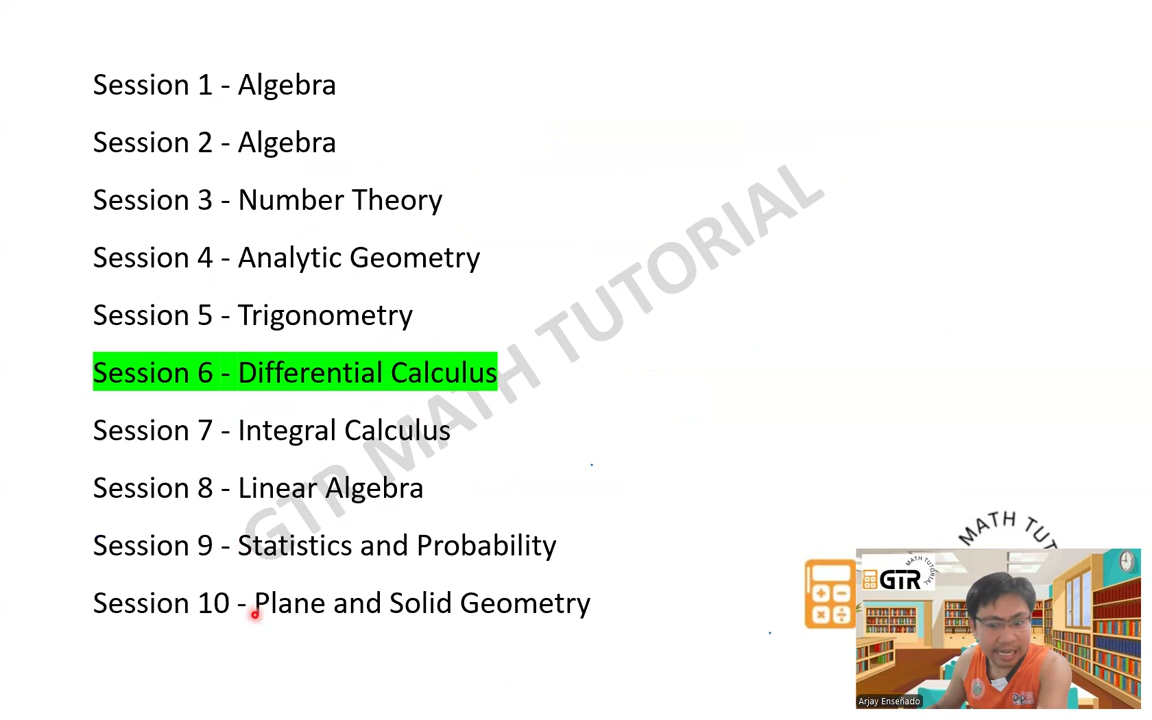 Session 1 - Algebra
Session 2 - Algebra
Session 3 - Number Theory
Session 4 - Analytic Geometry
Session 5 - Trigonometry
Session 6 - Differential Calculus
Session 7 - Integral Calculus
Session 8 - Linear Algebra
Session 9 - Statistics and Probability
Session 10 - Plane and Solid Geometry
GTR MATH TUTORIAL
MATH TUT
GTR
MATH TUTORIAL
Arjay Enseñado